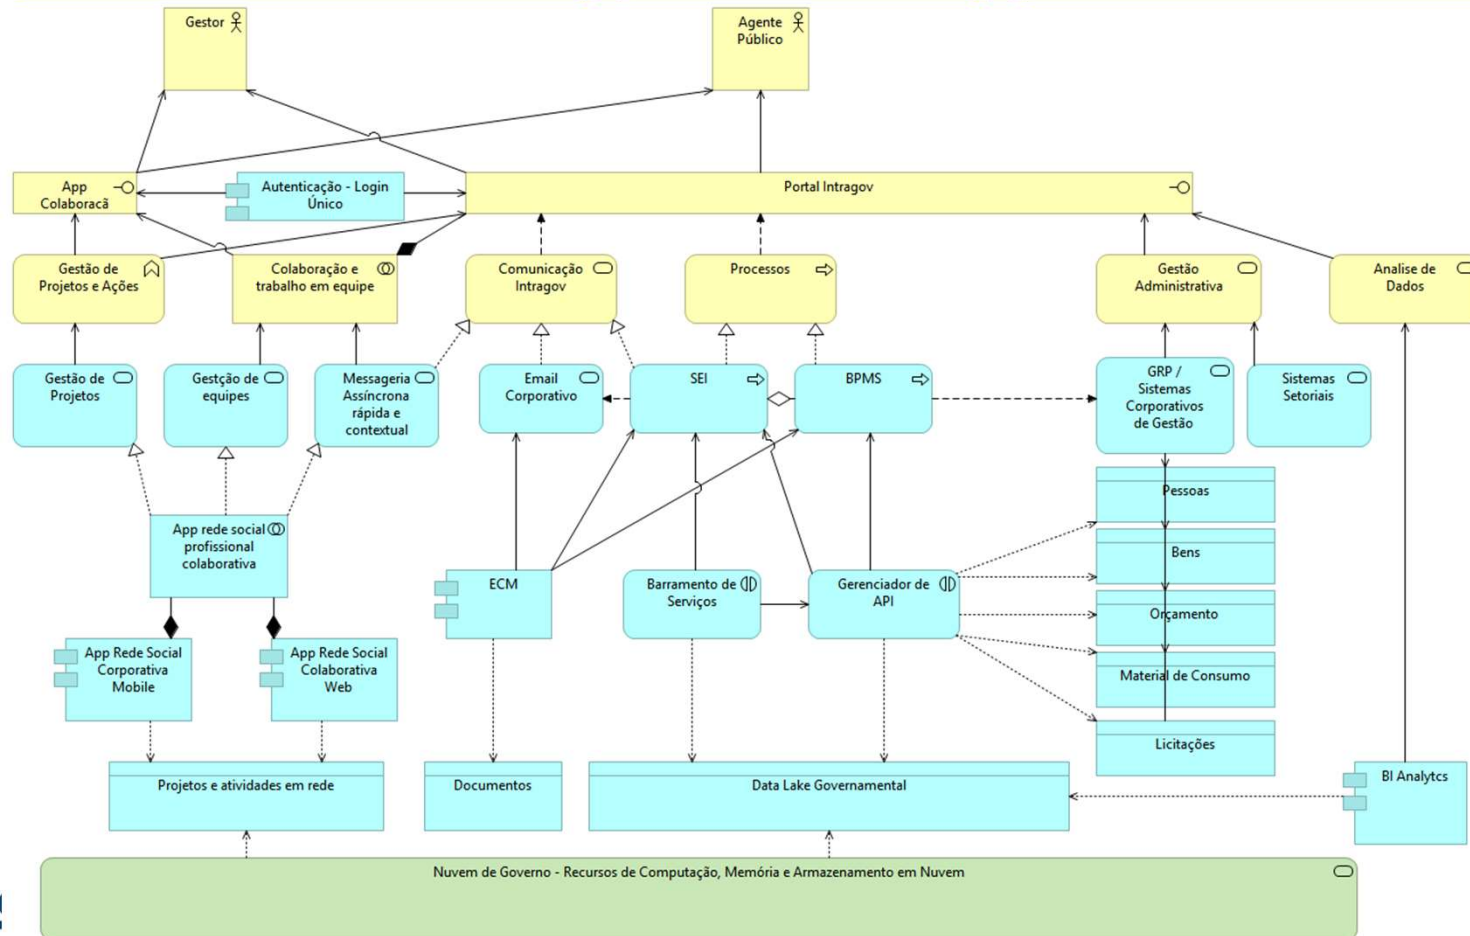 Gestor
Agente
Público
App
Colaboracã
Autenticação - Login
Único
Portal Intragov
Gestão de
Projetos e Ações
Colaboração e
trabalho em equipe
Comunicação
Intragov
Processos
Gestão
Administrativa
Analise de
Dados
Gestão de
Projetos
Gestção de
equipes
Messageria
Assíncrona
rápida e
contextual
Email
Corporativo
SEI
BPMS
GRP /
Sistemas
Corporativos
de Gestão
Sistemas
Setoriais
Pessoas
Bens
Orçamento
Material de Consumo
Licitações
App rede social
profissional
colaborativa
ECM
Barramento de
Serviços
Gerenciador de
API
App Rede Social
Corporativa
Mobile
App Rede Social
Colaborativa
Web
Projetos e atividades em rede
Documentos
Data Lake Governamental
BI Analytcs
Nuvem de Governo - Recursos de Computação, Memória e Armazenamento em Nuvem